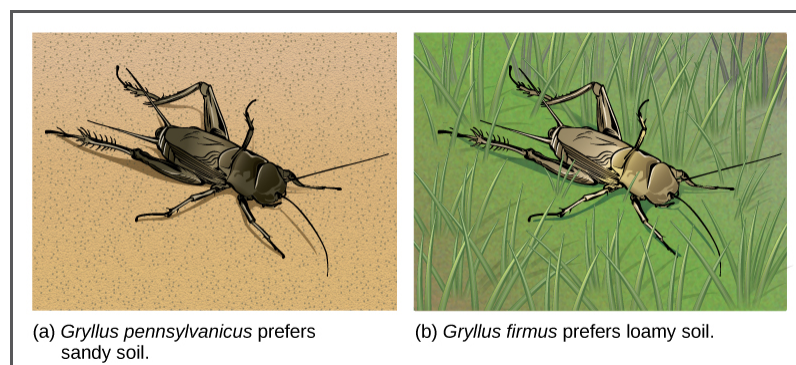 (a) Gryllus pennsylvanicus prefers
sandy soil.
(b) Gryllus firmus prefers loamy soil.